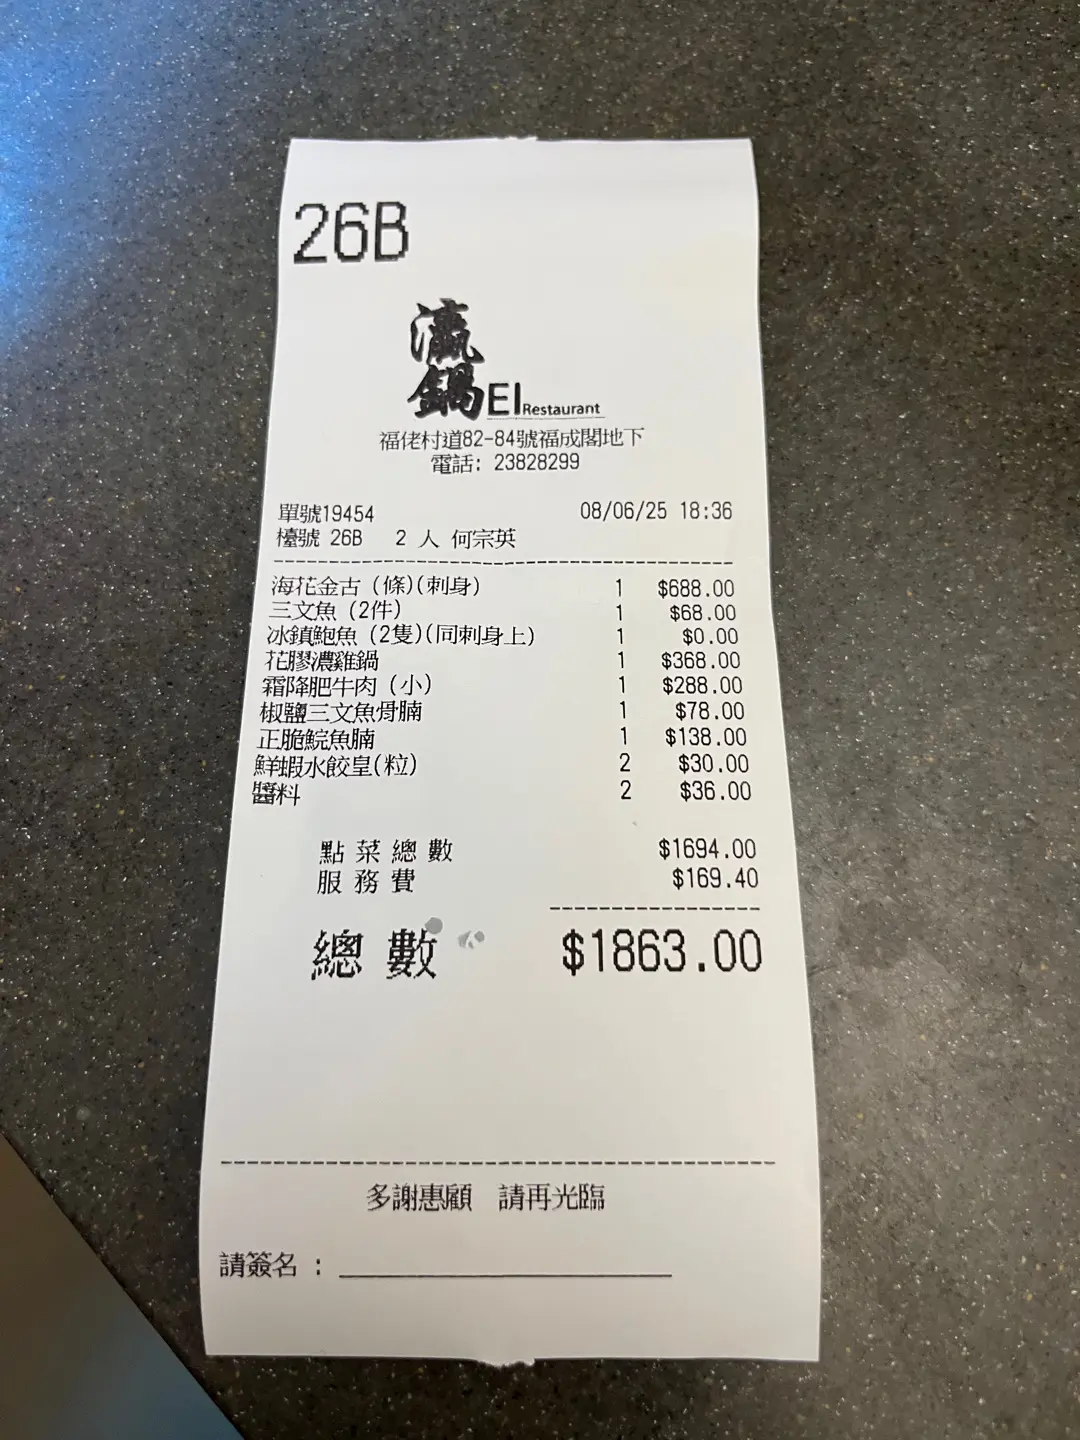 26B
瀛
鍋 EI Restaurant
福佬村道82-84號福成閣地下
電話: 23828299
單號19454 08/06/25 18:36
檯號 26B 2 人 何宗英
海花金古 (條)(刺身) 1 $688.00
三文魚 (2件) 1 $68.00
冰鎮鮑魚 (2隻)(同刺身上) 1 $0.00
花膠濃雞鍋 1 $368.00
霜降肥牛肉 (小) 1 $288.00
椒鹽三文魚骨腩 1 $78.00
正脆鯇魚腩 1 $138.00
鮮蝦水餃皇(粒) 2 $30.00
醬料 2 $36.00
點菜總數 $1694.00
服務費 $169.40
總數 $1863.00
多謝惠顧 請再光臨
請簽名 :